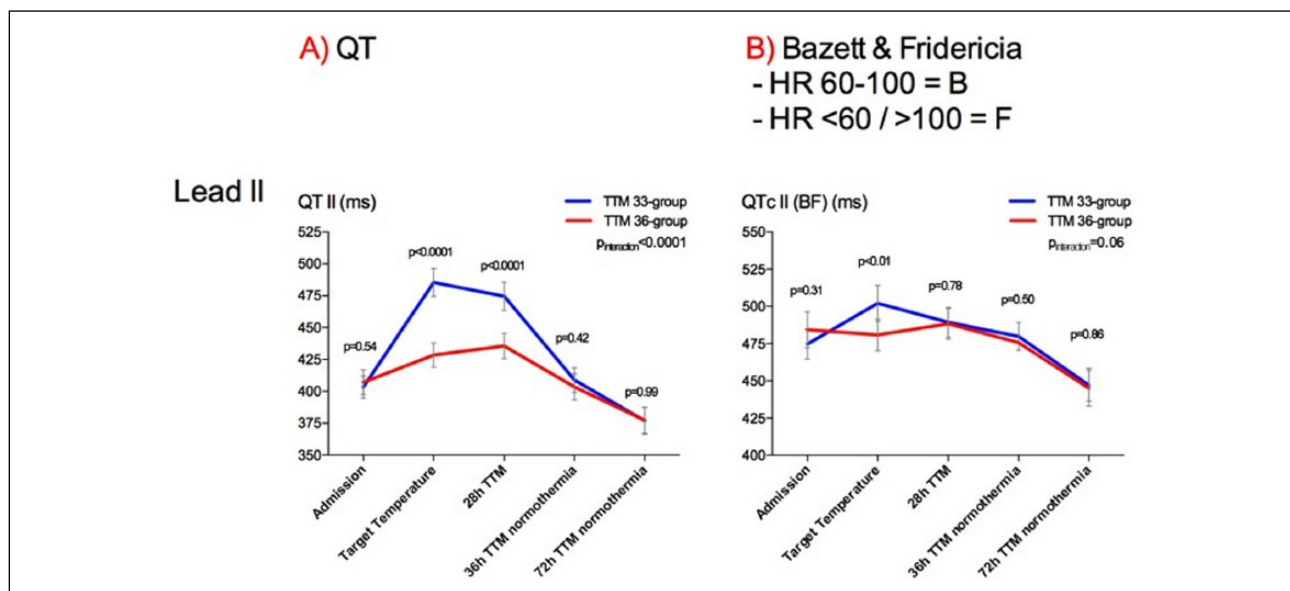 A) QT
B) Bazett & Fridericia
- HR 60-100 = B
- HR <60 / >100 = F
Lead II
QT II (ms)
TTM 33-group
TTM 36-group
pinteraction<0.0001
525
500
475
450
425
400
375
350
p=0.54
p<0.0001
p<0.0001
p=0.42
p=0.99
Admission
Target Temperature
28h TTM
36h TTM normothermia
72h TTM normothermia
QTc II (BF) (ms)
TTM 33-group
TTM 36-group
pinteraction=0.06
550
525
500
475
450
425
400
p=0.31
p<0.01
p=0.78
p=0.50
p=0.86
Admission
Target Temperature
28h TTM
36h TTM normothermia
72h TTM normothermia